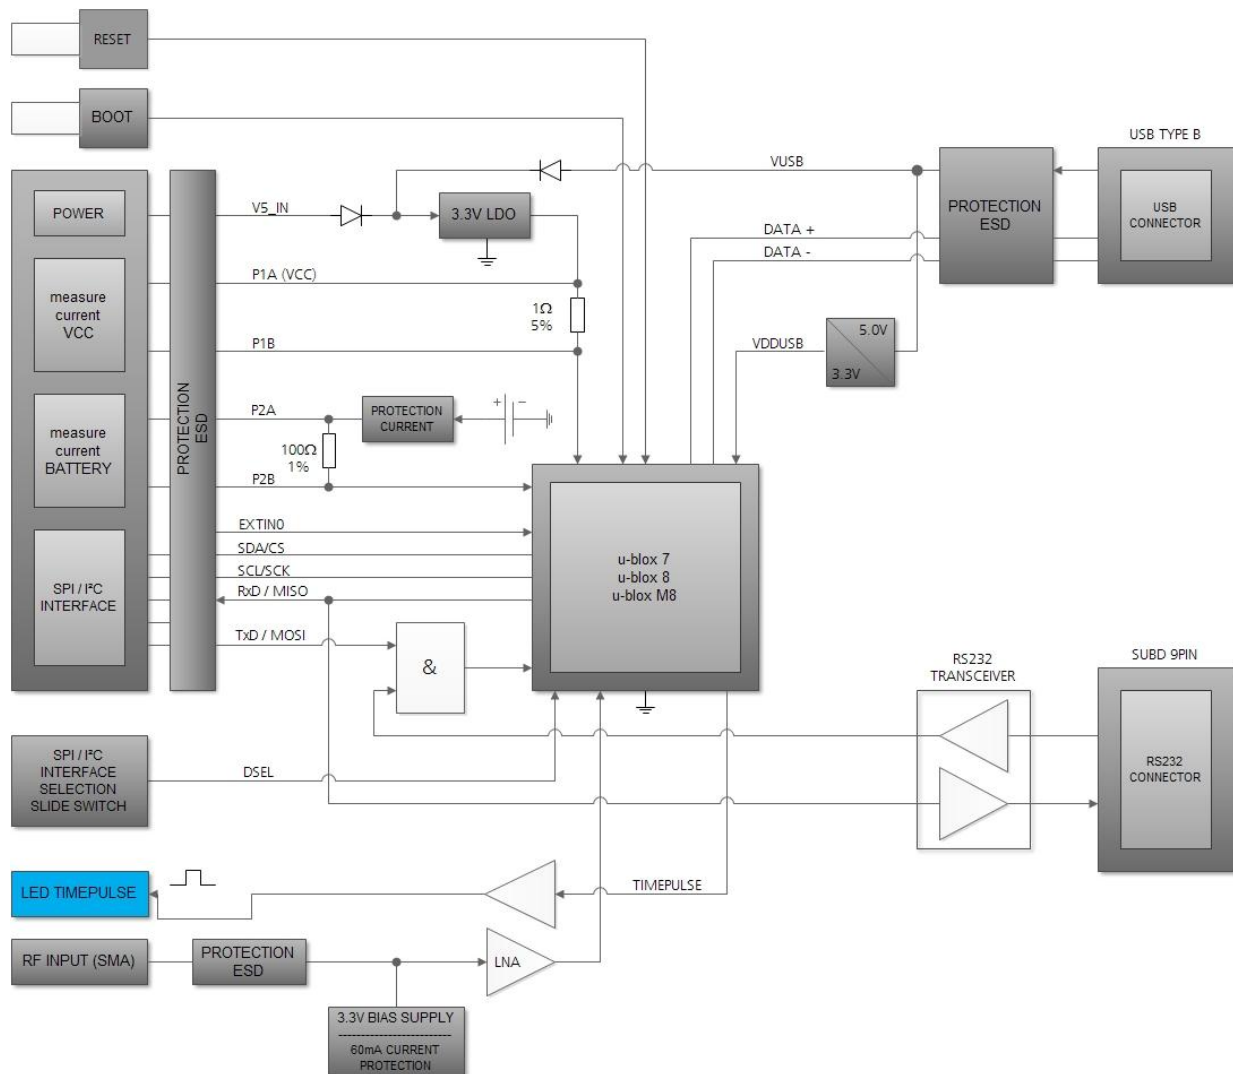 RESET
BOOT
USB TYPE B
VUSB
POWER
V5_IN
3.3V LDO
PROTECTION
ESD
USB
CONNECTOR
DATA +
DATA -
P1A (VCC)
measure
current
VCC
1Ω
5%
5.0V
3.3V
VDDUSB
P1B
PROTECTION
ESD
P2A
PROTECTION
CURRENT
+
−
measure
current
BATTERY
100Ω
1%
P2B
EXTIN0
SDA/CS
SCL/SCK
RxD / MISO
TxD / MOSI
SPI / I²C
INTERFACE
u-blox 7
u-blox 8
u-blox M8
&
RS232
TRANSCEIVER
SUBD 9PIN
RS232
CONNECTOR
SPI / I²C
INTERFACE
SELECTION
SLIDE SWITCH
DSEL
LED TIMEPULSE
TIMEPULSE
RF INPUT (SMA)
PROTECTION
ESD
LNA
3.3V BIAS SUPPLY
--------------------------
60mA CURRENT
PROTECTION